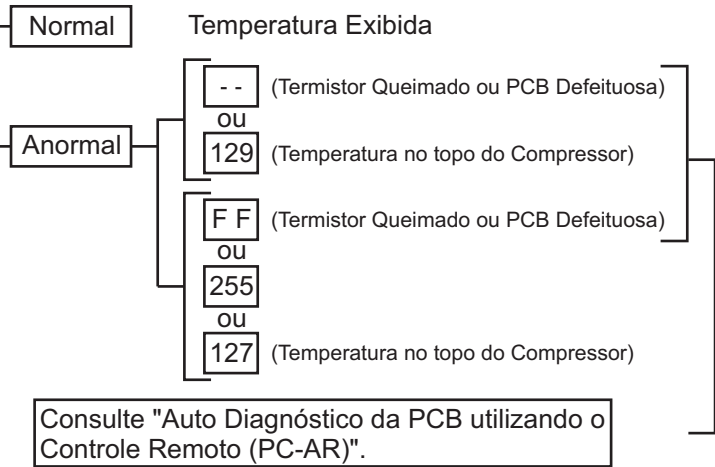 Normal
Temperatura Exibida
- - (Termistor Queimado ou PCB Defeituosa)
ou
Anormal
129 (Temperatura no topo do Compressor)
F F (Termistor Queimado ou PCB Defeituosa)
ou
255
ou
127 (Temperatura no topo do Compressor)
Consulte "Auto Diagnóstico da PCB utilizando o
Controle Remoto (PC-AR)".